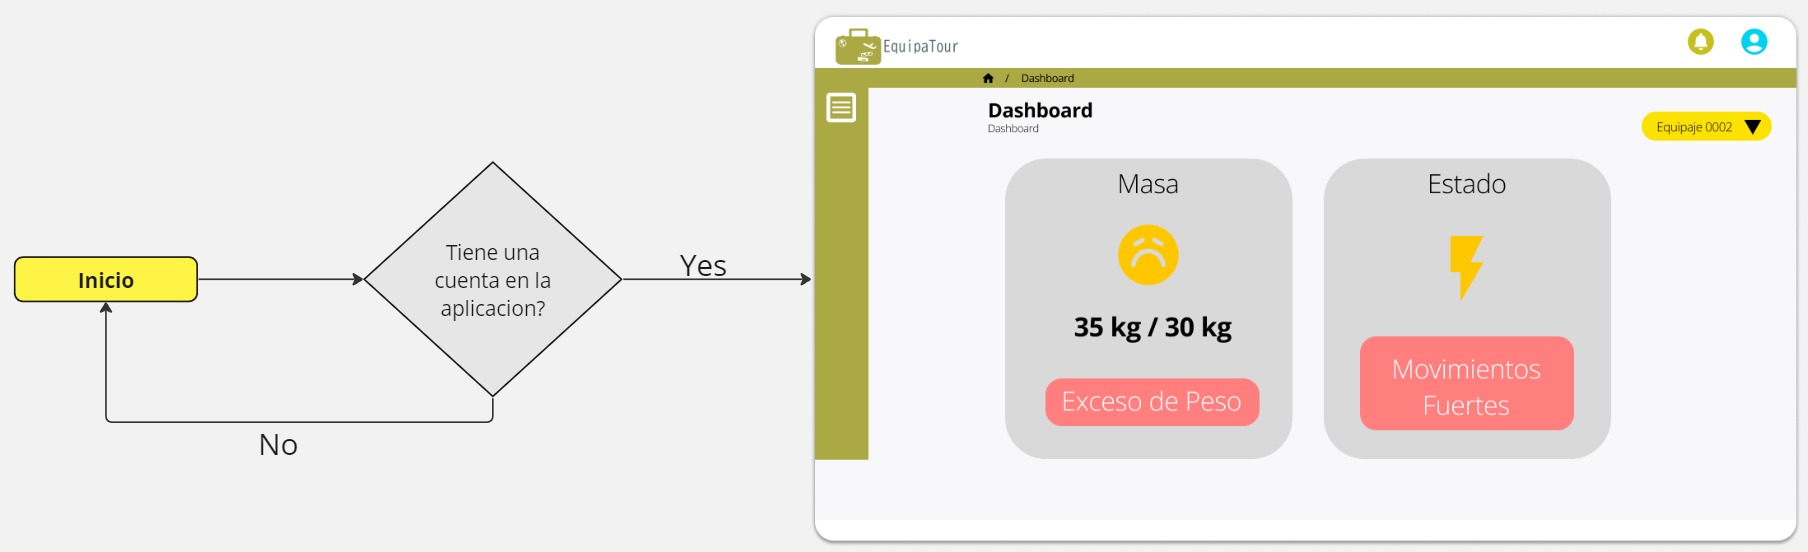 Inicio
Tiene una
cuenta en la
aplicacion?
Yes
No
EquipaTour
/ Dashboard
Dashboard
Dashboard
Equipaje 0002
Masa
35 kg / 30 kg
Exceso de Peso
Estado
Movimientos
Fuertes